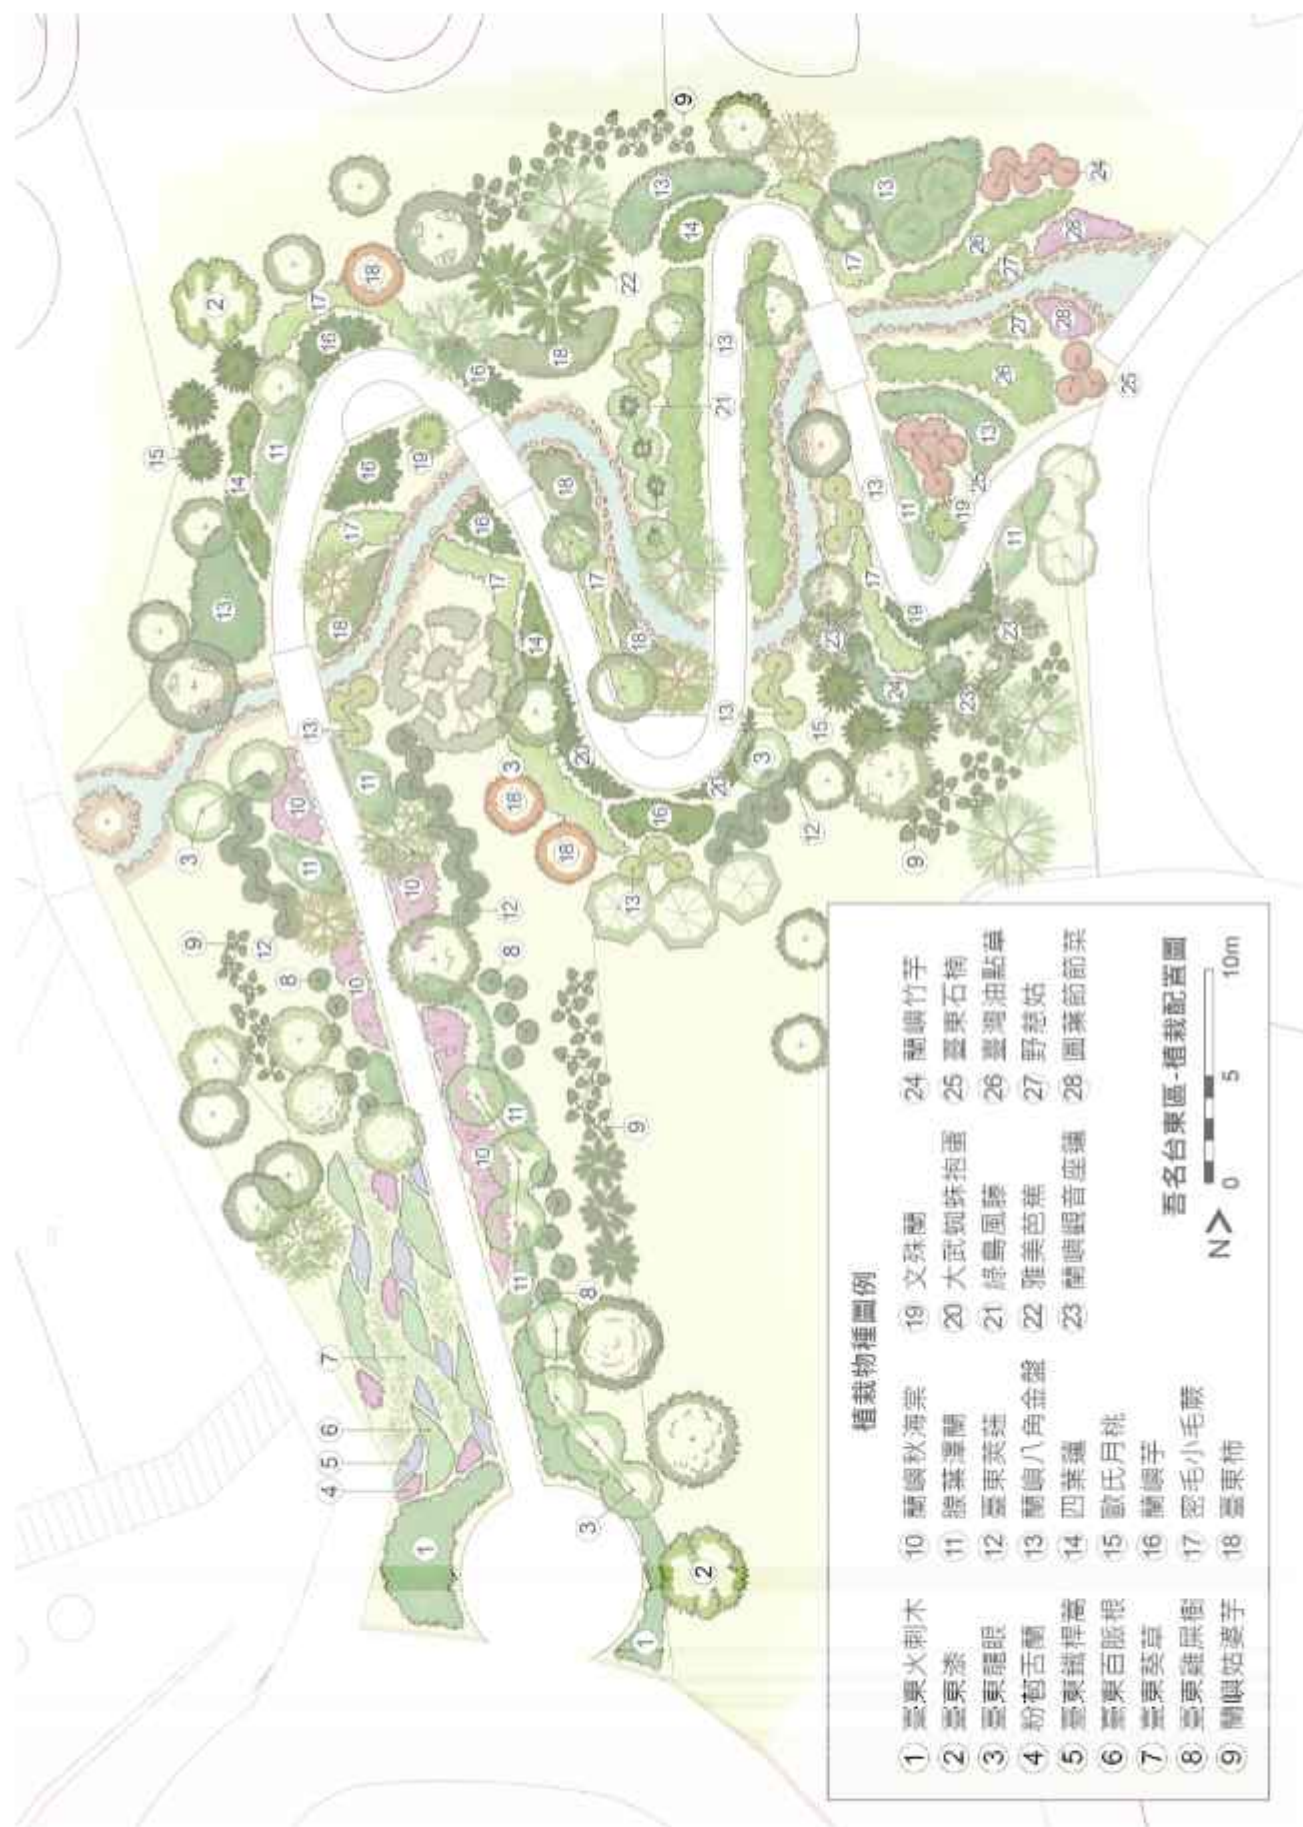 植栽物種圖例
① 臺東火刺木
② 臺東漆
③ 臺東龍眼
④ 粉苞舌蘭
⑤ 臺東鐵桿蒿
⑥ 臺東百脈根
⑦ 臺東葵草
⑧ 臺東雞屎樹
⑨ 蘭嶼姑婆芋
⑩ 蘭嶼秋海棠
⑪ 腺葉澤蘭
⑫ 臺東莢蒾
⑬ 蘭嶼八角金盤
⑭ 四葉蓮
⑮ 歐氏月桃
⑯ 蘭嶼芋
⑰ 密毛小毛蕨
⑱ 臺東柿
⑲ 文殊蘭
⑳ 大武蜘蛛抱蛋
㉑ 綠島風藤
㉒ 雅美芭蕉
㉓ 蘭嶼觀音座蓮
㉔ 蘭嶼竹芋
㉕ 臺東石楠
㉖ 臺灣油點草
㉗ 野慈姑
㉘ 圓葉節節菜
吾名台東區-植栽配置圖
N
0 5 10m